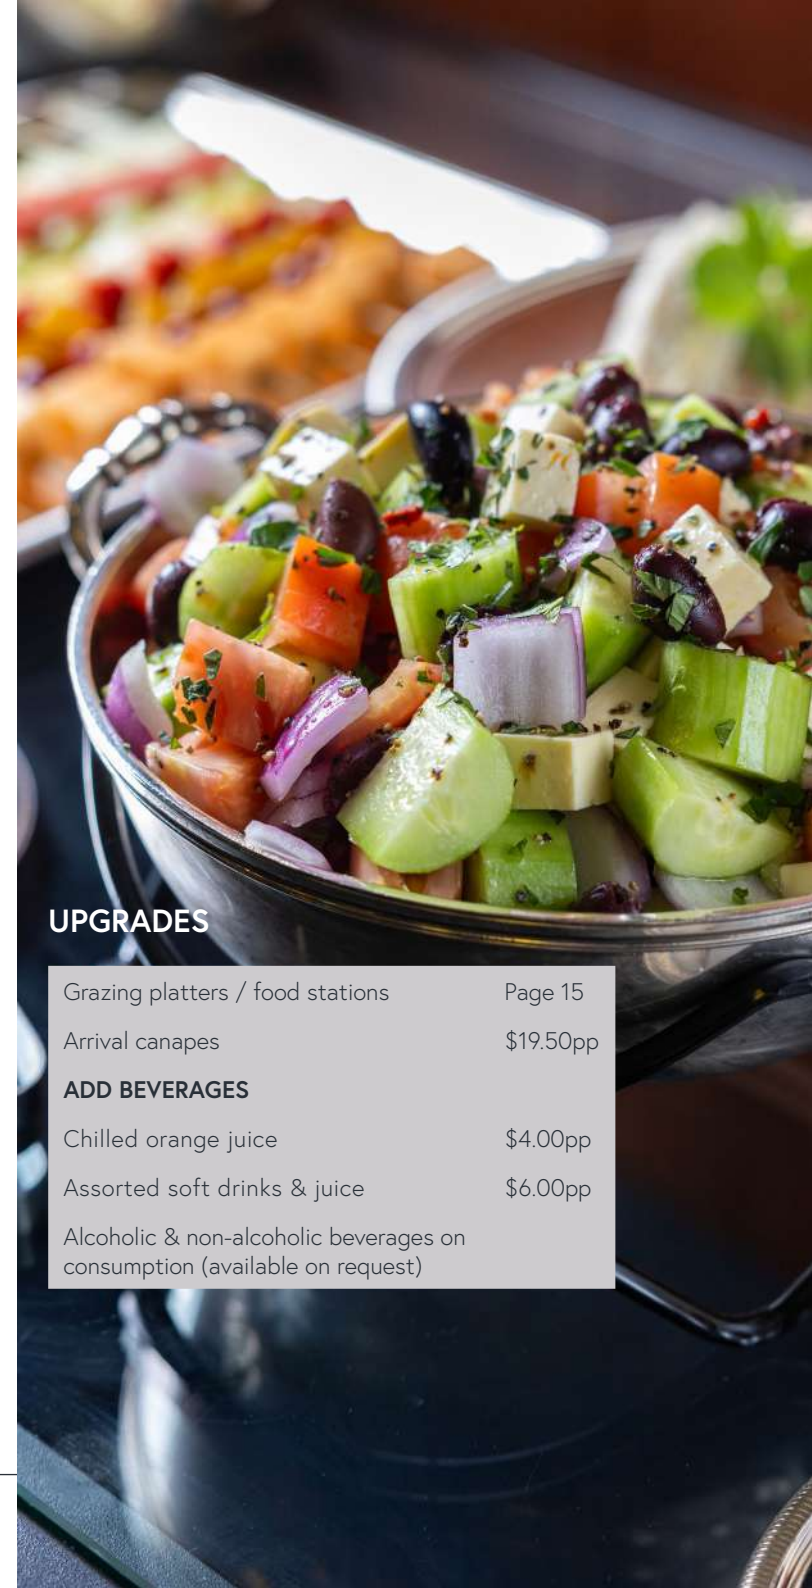 UPGRADES
Grazing platters / food stations Page 15
Arrival canapes $19.50pp
ADD BEVERAGES
Chilled orange juice $4.00pp
Assorted soft drinks & juice $6.00pp
Alcoholic & non-alcoholic beverages on
consumption (available on request)